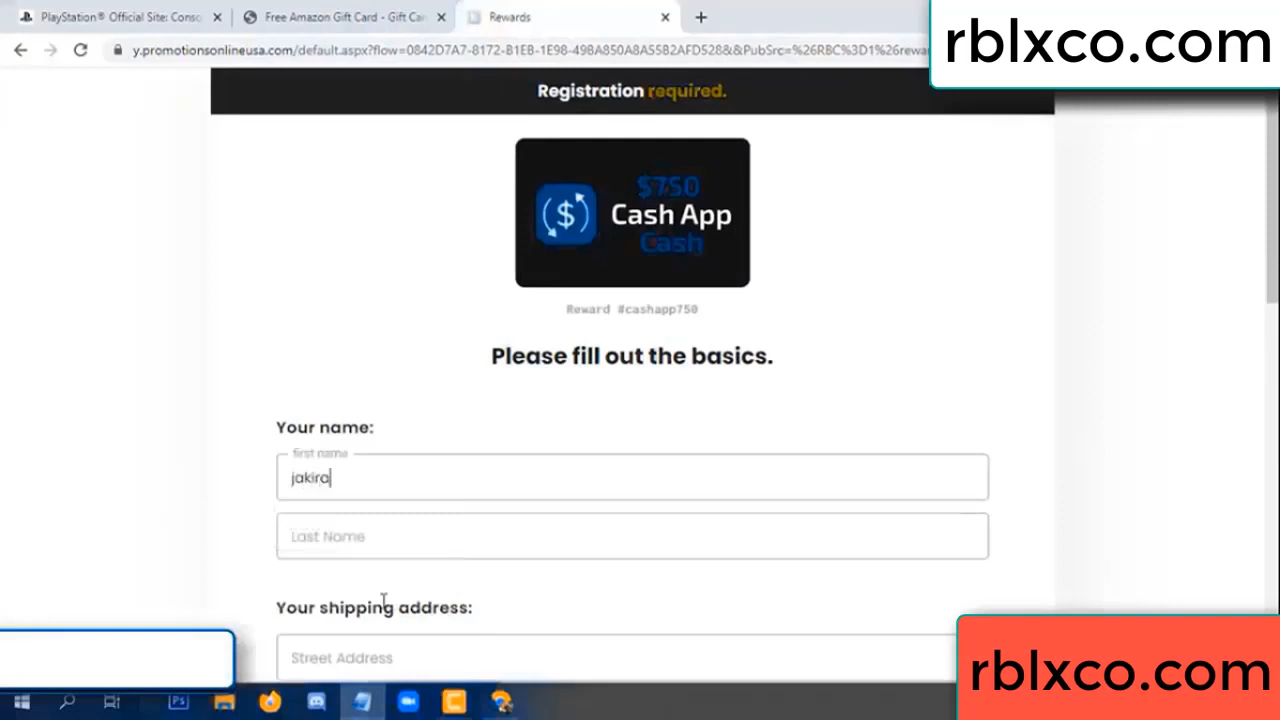 PlayStation® Official Site: Conso
Free Amazon Gift Card - Gift Car
Rewards
y.promotionsonlineusa.com/default.aspx?flow=0842D7A7-8172-B1EB-1E98-49BA850A8A55B2AFD528&&PubSrc=%26RBC%3D1%26rewar
rblxco.com
Registration required.
$750
Cash App
Cash
Reward #cashapp750
Please fill out the basics.
Your name:
first name
jakira
Last Name
Your shipping address:
Street Address
rblxco.com
Ps